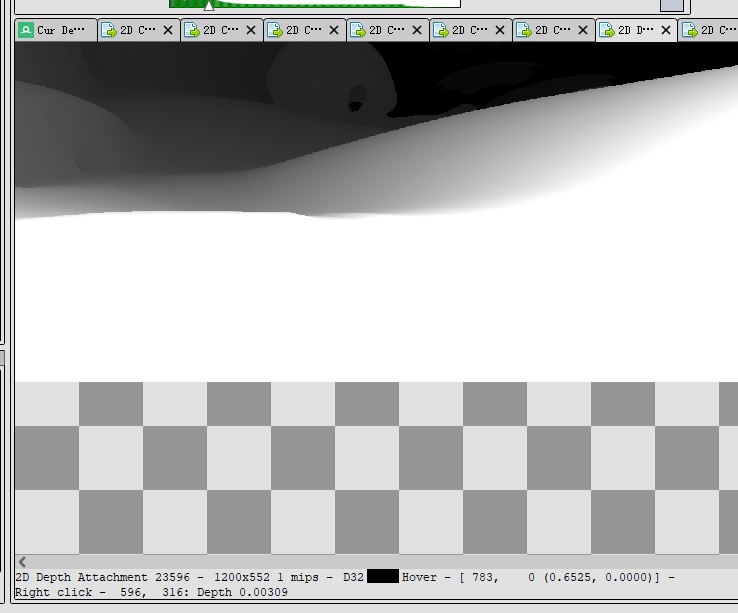 Cur De··· 2D C··· 2D C··· 2D C··· 2D C··· 2D C··· 2D C··· 2D D··· 2D C···
2D Depth Attachment 23596 - 1200x552 1 mips - D32 Hover - [ 783, 0 (0.6525, 0.0000)] -
Right click - 596, 316: Depth 0.00309